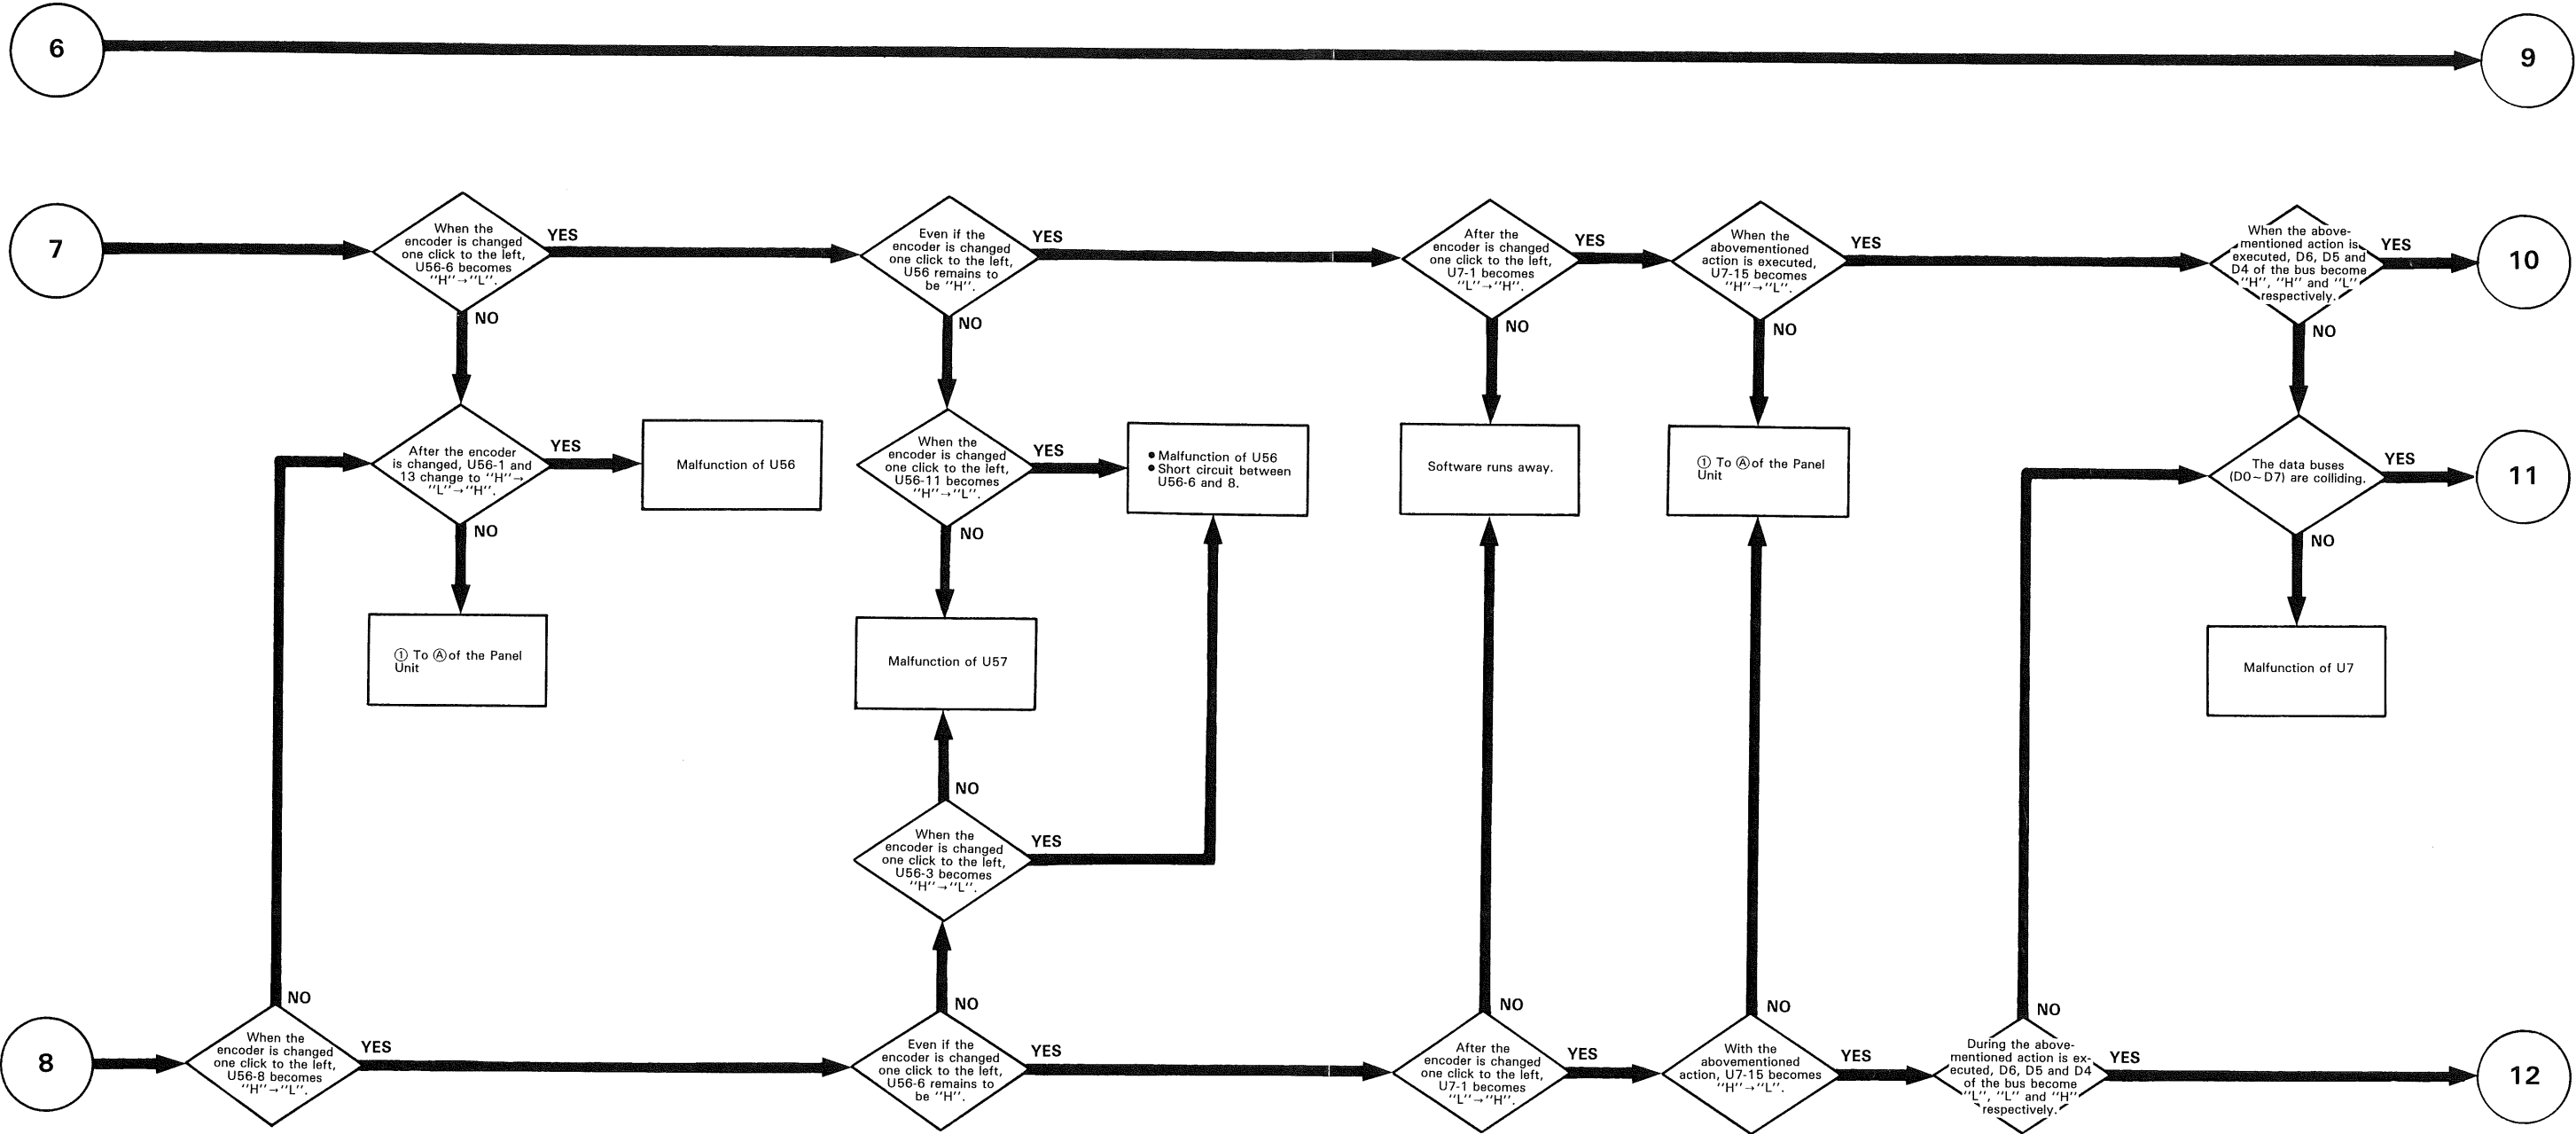 6
9
7
When the
encoder is changed
one click to the left,
U56-6 becomes
"H"→"L".
YES
NO
Even if the
encoder is changed
one click to the left,
U56 remains to
be "H".
YES
NO
After the
encoder is changed
one click to the left,
U7-1 becomes
"L"→"H".
YES
NO
When the
abovementioned
action is executed,
U7-15 becomes
"H"→"L".
YES
NO
When the above-
mentioned action is
executed, D6, D5 and
D4 of the bus become
"H", "H" and "L"
respectively.
YES
NO
10
After the encoder
is changed, U56-1 and
13 change to "H"→
"L"→"H".
YES
NO
Malfunction of U56
When the
encoder is changed
one click to the left,
U56-11 becomes
"H"→"L".
YES
NO
● Malfunction of U56
● Short circuit between
U56-6 and 8.
Software runs away.
① To Ⓐ of the Panel
Unit
The data buses
(D0~D7) are colliding.
YES
NO
11
① To Ⓐ of the Panel
Unit
Malfunction of U57
Malfunction of U7
NO
When the
encoder is changed
one click to the left,
U56-3 becomes
"H"→"L".
YES
8
NO
When the
encoder is changed
one click to the left,
U56-8 becomes
"H"→"L".
YES
NO
Even if the
encoder is changed
one click to the left,
U56-6 remains to
be "H".
YES
NO
After the
encoder is changed
one click to the left,
U7-1 becomes
"L"→"H".
YES
NO
With the
abovementioned
action, U7-15 becomes
"H"→"L".
YES
NO
During the above-
mentioned action is ex-
ecuted, D6, D5 and D4
of the bus become
"L", "L" and "H"
respectively.
YES
12